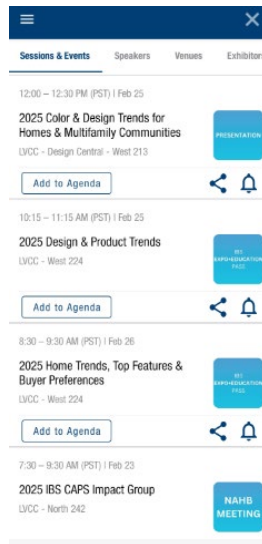 Sessions & Events Speakers Venues Exhibitor
12:00 – 12:30 PM (PST) | Feb 25
2025 Color & Design Trends for
Homes & Multifamily Communities
LVCC - Design Central - West 213
PRESENTATION
Add to Agenda
10:15 – 11:15 AM (PST) | Feb 25
2025 Design & Product Trends
LVCC - West 224
IBS
EXPO+EDUCATION
PASS
Add to Agenda
8:30 – 9:30 AM (PST) | Feb 26
2025 Home Trends, Top Features &
Buyer Preferences
LVCC - West 224
IBS
EXPO+EDUCATION
PASS
Add to Agenda
7:30 – 9:30 AM (PST) | Feb 23
2025 IBS CAPS Impact Group
LVCC - North 242
NAHB
MEETING